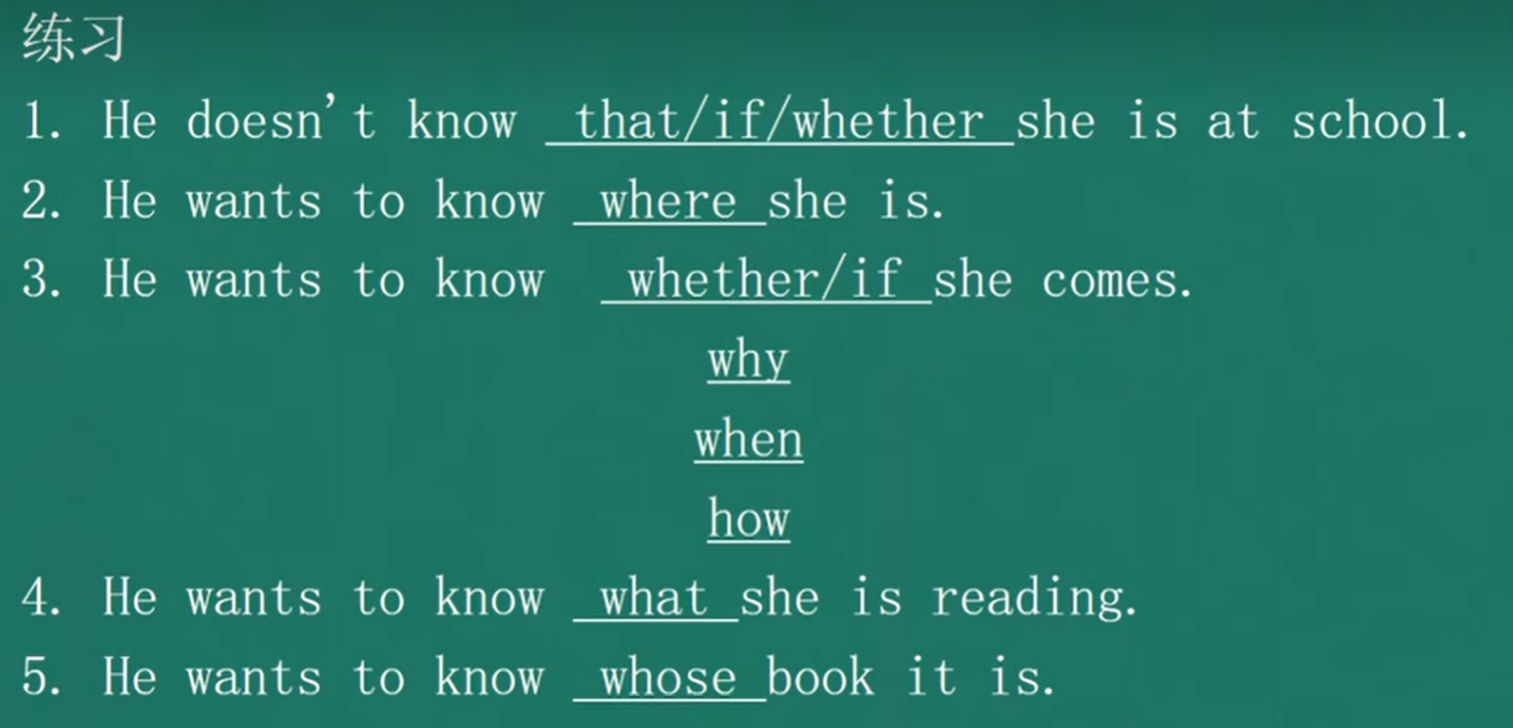 练习
1. He doesn't know that/if/whether she is at school.
2. He wants to know where she is.
3. He wants to know whether/if she comes.
why
when
how
4. He wants to know what she is reading.
5. He wants to know whose book it is.